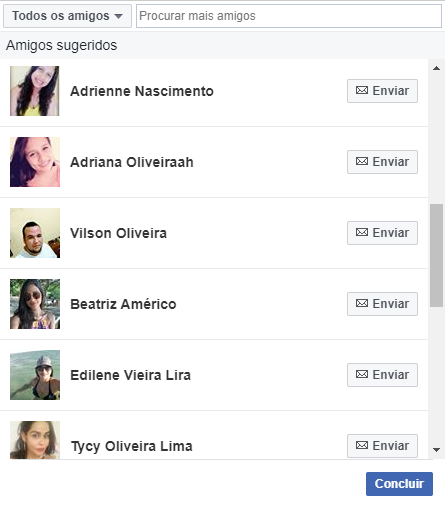 Todos os amigos
Procurar mais amigos
Amigos sugeridos
Adrienne Nascimento
Enviar
Adriana Oliveiraah
Enviar
Vilson Oliveira
Enviar
Beatriz Américo
Enviar
Edilene Vieira Lira
Enviar
Tycy Oliveira Lima
Enviar
Concluir